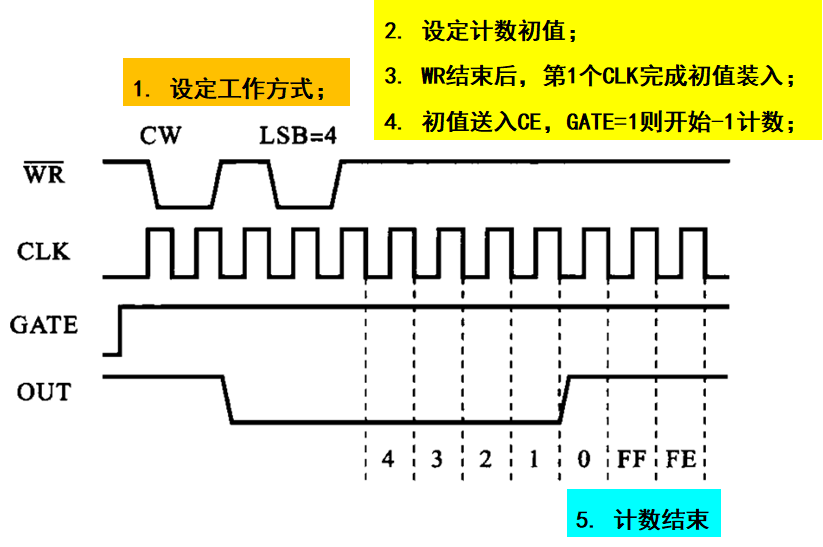 2. 设定计数初值;
1. 设定工作方式;
3. WR结束后, 第1个CLK完成初值装入;
4. 初值送入CE, GATE=1则开始-1计数;
CW LSB=4
WR
CLK
GATE
OUT
4 3 2 1 0 FF FE
5. 计数结束